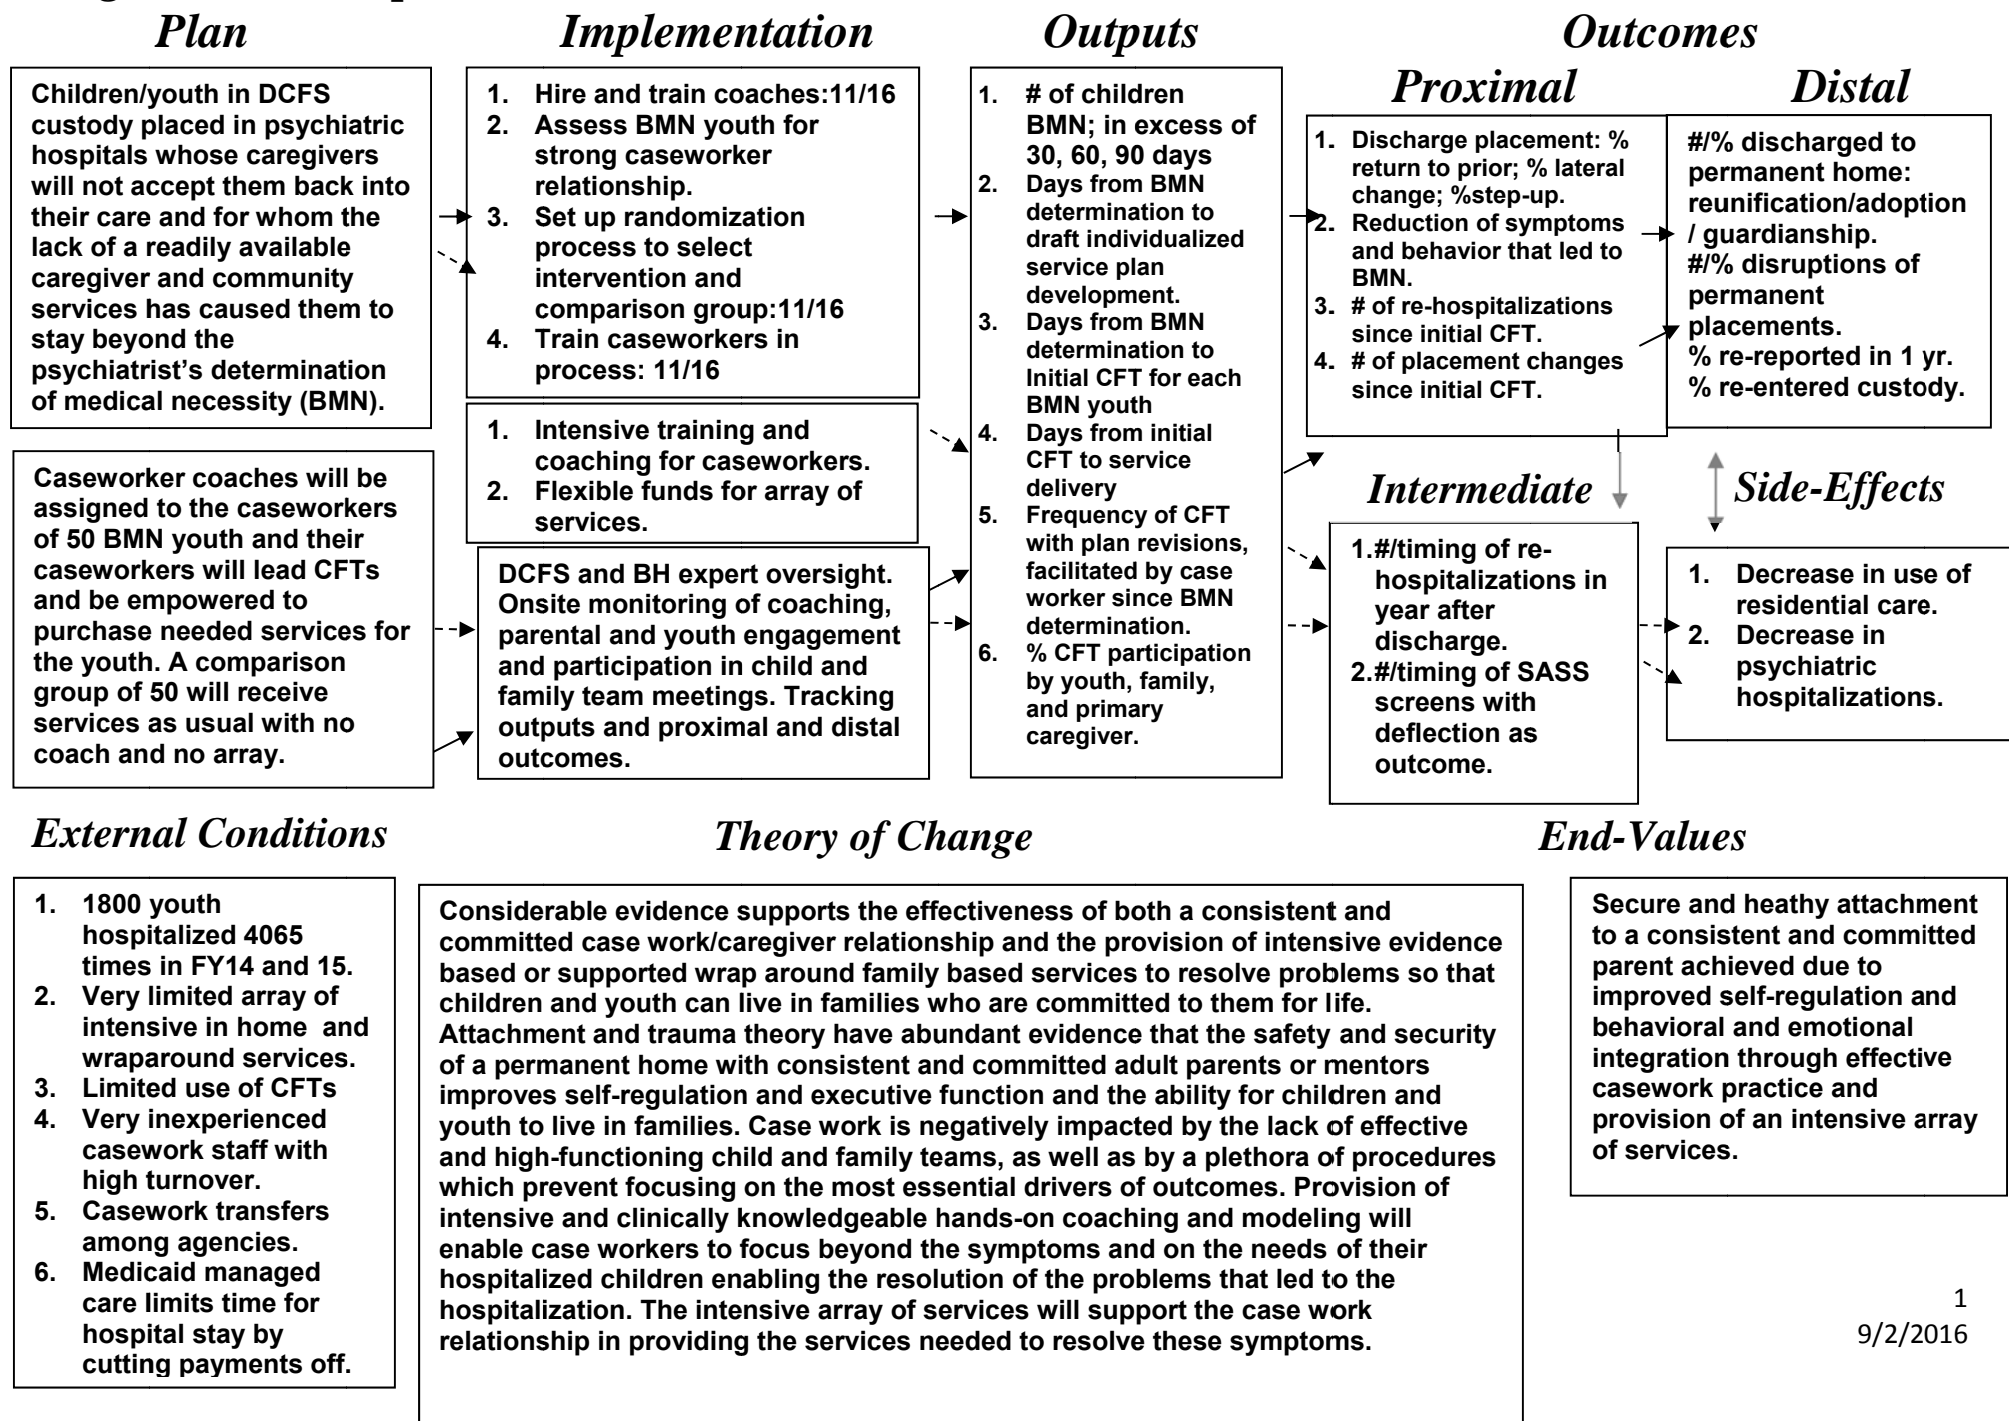 Plan
Children/youth in DCFS
custody placed in psychiatric
hospitals whose caregivers
will not accept them back into
their care and for whom the
lack of a readily available
caregiver and community
services has caused them to
stay beyond the
psychiatrist’s determination
of medical necessity (BMN).
Caseworker coaches will be
assigned to the caseworkers
of 50 BMN youth and their
caseworkers will lead CFTs
and be empowered to
purchase needed services for
the youth. A comparison
group of 50 will receive
services as usual with no
coach and no array.
Implementation
1. Hire and train coaches:11/16
2. Assess BMN youth for
strong caseworker
relationship.
3. Set up randomization
process to select
intervention and
comparison group:11/16
4. Train caseworkers in
process: 11/16
1. Intensive training and
coaching for caseworkers.
2. Flexible funds for array of
services.
DCFS and BH expert oversight.
Onsite monitoring of coaching,
parental and youth engagement
and participation in child and
family team meetings. Tracking
outputs and proximal and distal
outcomes.
Outputs
1. # of children
BMN; in excess of
30, 60, 90 days
2. Days from BMN
determination to
draft individualized
service plan
development.
3. Days from BMN
determination to
Initial CFT for each
BMN youth
4. Days from initial
CFT to service
delivery
5. Frequency of CFT
with plan revisions,
facilitated by case
worker since BMN
determination.
6. % CFT participation
by youth, family,
and primary
caregiver.
Outcomes
Proximal
1. Discharge placement: %
return to prior; % lateral
change; %step-up.
2. Reduction of symptoms
and behavior that led to
BMN.
3. # of re-hospitalizations
since initial CFT.
4. # of placement changes
since initial CFT.
Distal
#/% discharged to
permanent home:
reunification/adoption
/ guardianship.
#/% disruptions of
permanent
placements.
% re-reported in 1 yr.
% re-entered custody.
Intermediate
1.#/timing of re-
hospitalizations in
year after
discharge.
2.#/timing of SASS
screens with
deflection as
outcome.
Side-Effects
1. Decrease in use of
residential care.
2. Decrease in
psychiatric
hospitalizations.
External Conditions
1. 1800 youth
hospitalized 4065
times in FY14 and 15.
2. Very limited array of
intensive in home and
wraparound services.
3. Limited use of CFTs
4. Very inexperienced
casework staff with
high turnover.
5. Casework transfers
among agencies.
6. Medicaid managed
care limits time for
hospital stay by
cutting payments off.
Theory of Change
Considerable evidence supports the effectiveness of both a consistent and
committed case work/caregiver relationship and the provision of intensive evidence
based or supported wrap around family based services to resolve problems so that
children and youth can live in families who are committed to them for life.
Attachment and trauma theory have abundant evidence that the safety and security
of a permanent home with consistent and committed adult parents or mentors
improves self-regulation and executive function and the ability for children and
youth to live in families. Case work is negatively impacted by the lack of effective
and high-functioning child and family teams, as well as by a plethora of procedures
which prevent focusing on the most essential drivers of outcomes. Provision of
intensive and clinically knowledgeable hands-on coaching and modeling will
enable case workers to focus beyond the symptoms and on the needs of their
hospitalized children enabling the resolution of the problems that led to the
hospitalization. The intensive array of services will support the case work
relationship in providing the services needed to resolve these symptoms.
End-Values
Secure and heathy attachment
to a consistent and committed
parent achieved due to
improved self-regulation and
behavioral and emotional
integration through effective
casework practice and
provision of an intensive array
of services.
1
9/2/2016